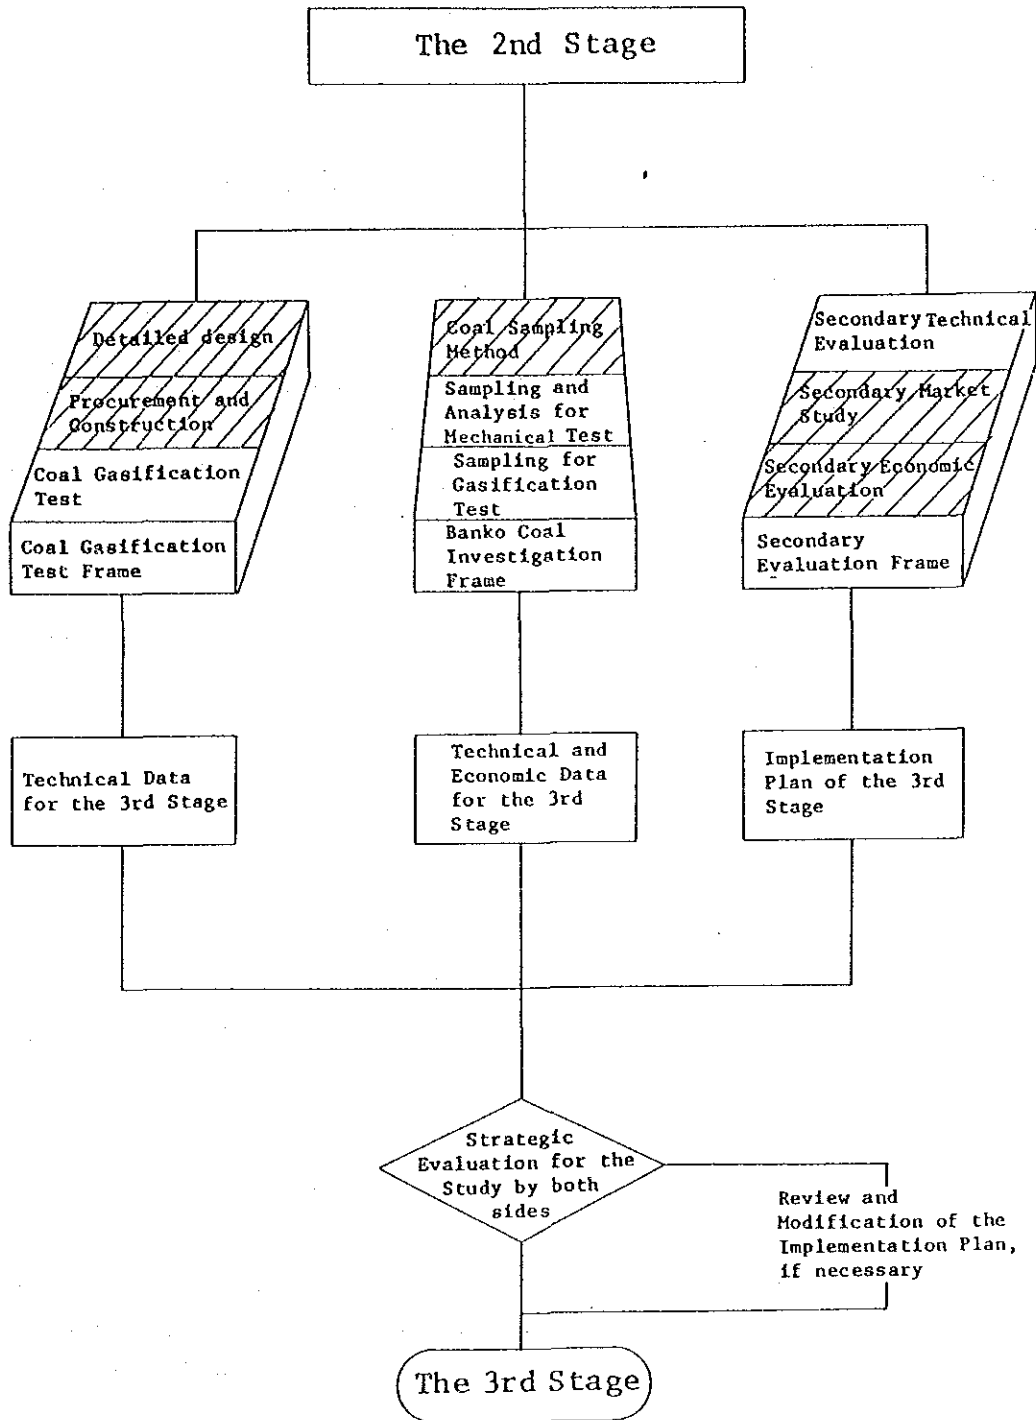 The 2nd Stage
Detailed design
Procurement and
Construction
Coal Gasification
Test
Coal Gasification
Test Frame
Coal Sampling
Method
Sampling and
Analysis for
Mechanical Test
Sampling for
Gasification
Test
Banko Coal
Investigation
Frame
Secondary Technical
Evaluation
Secondary Market
Study
Secondary Economic
Evaluation
Secondary
Evaluation Frame
Technical Data
for the 3rd Stage
Technical and
Economic Data
for the 3rd
Stage
Implementation
Plan of the 3rd
Stage
Strategic
Evaluation for the
Study by both
sides
Review and
Modification of the
Implementation Plan,
if necessary
The 3rd Stage